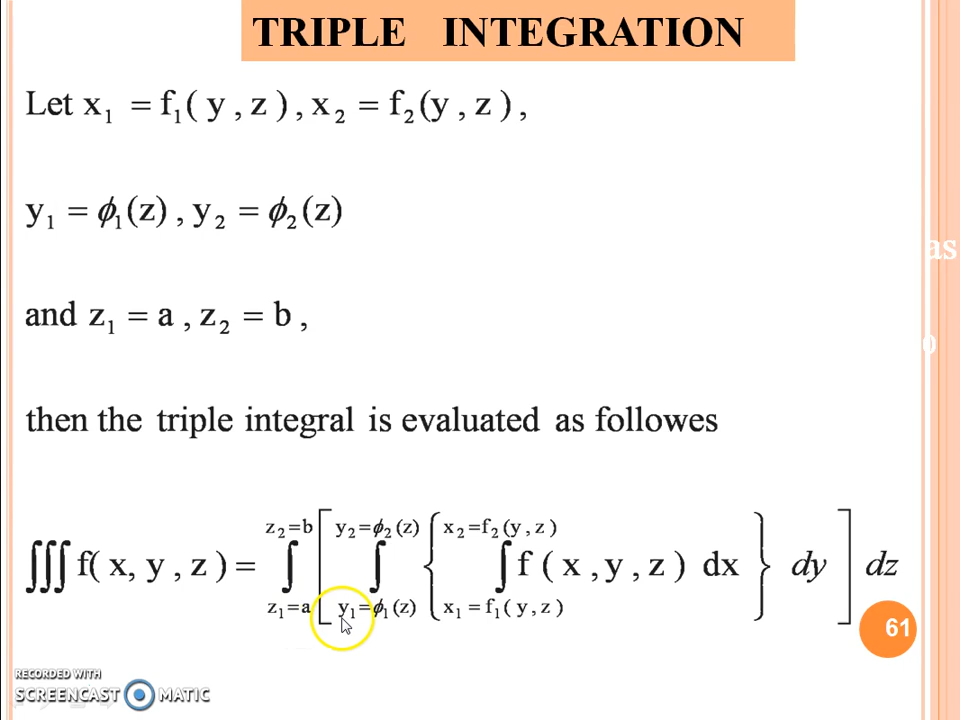 TRIPLE INTEGRATION
Let x₁ = f₁( y , z ) , x₂ = f₂(y , z ) ,
as
y₁ = ϕ₁(z) , y₂ = ϕ₂(z)
and z₁ = a , z₂ = b ,
0
then the triple integral is evaluated as followes
z₂=b y₂=ϕ₂(z) x₂=f₂(y , z )
∭ f( x, y , z ) = ∫ [ ∫ { ∫ f ( x , y , z ) dx } dy ] dz
z₁=a y₁=ϕ₁(z) x₁ = f₁( y , z )
61
RECORDED WITH
SCREENCAST MATIC